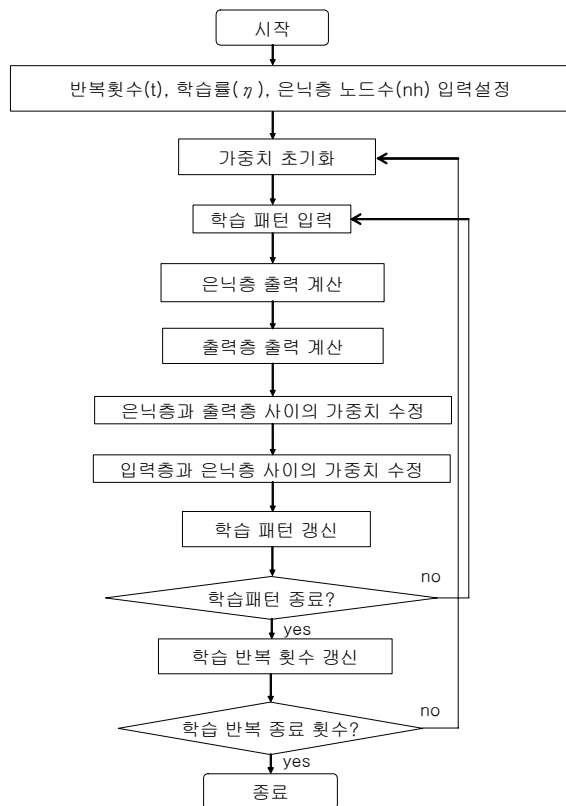 시작
반복횟수(t), 학습률( η ), 은닉층 노드수(nh) 입력설정
가중치 초기화
학습 패턴 입력
은닉층 출력 계산
출력층 출력 계산
은닉층과 출력층 사이의 가중치 수정
입력층과 은닉층 사이의 가중치 수정
학습 패턴 갱신
no
학습패턴 종료?
yes
학습 반복 횟수 갱신
no
학습 반복 종료 횟수?
yes
종료